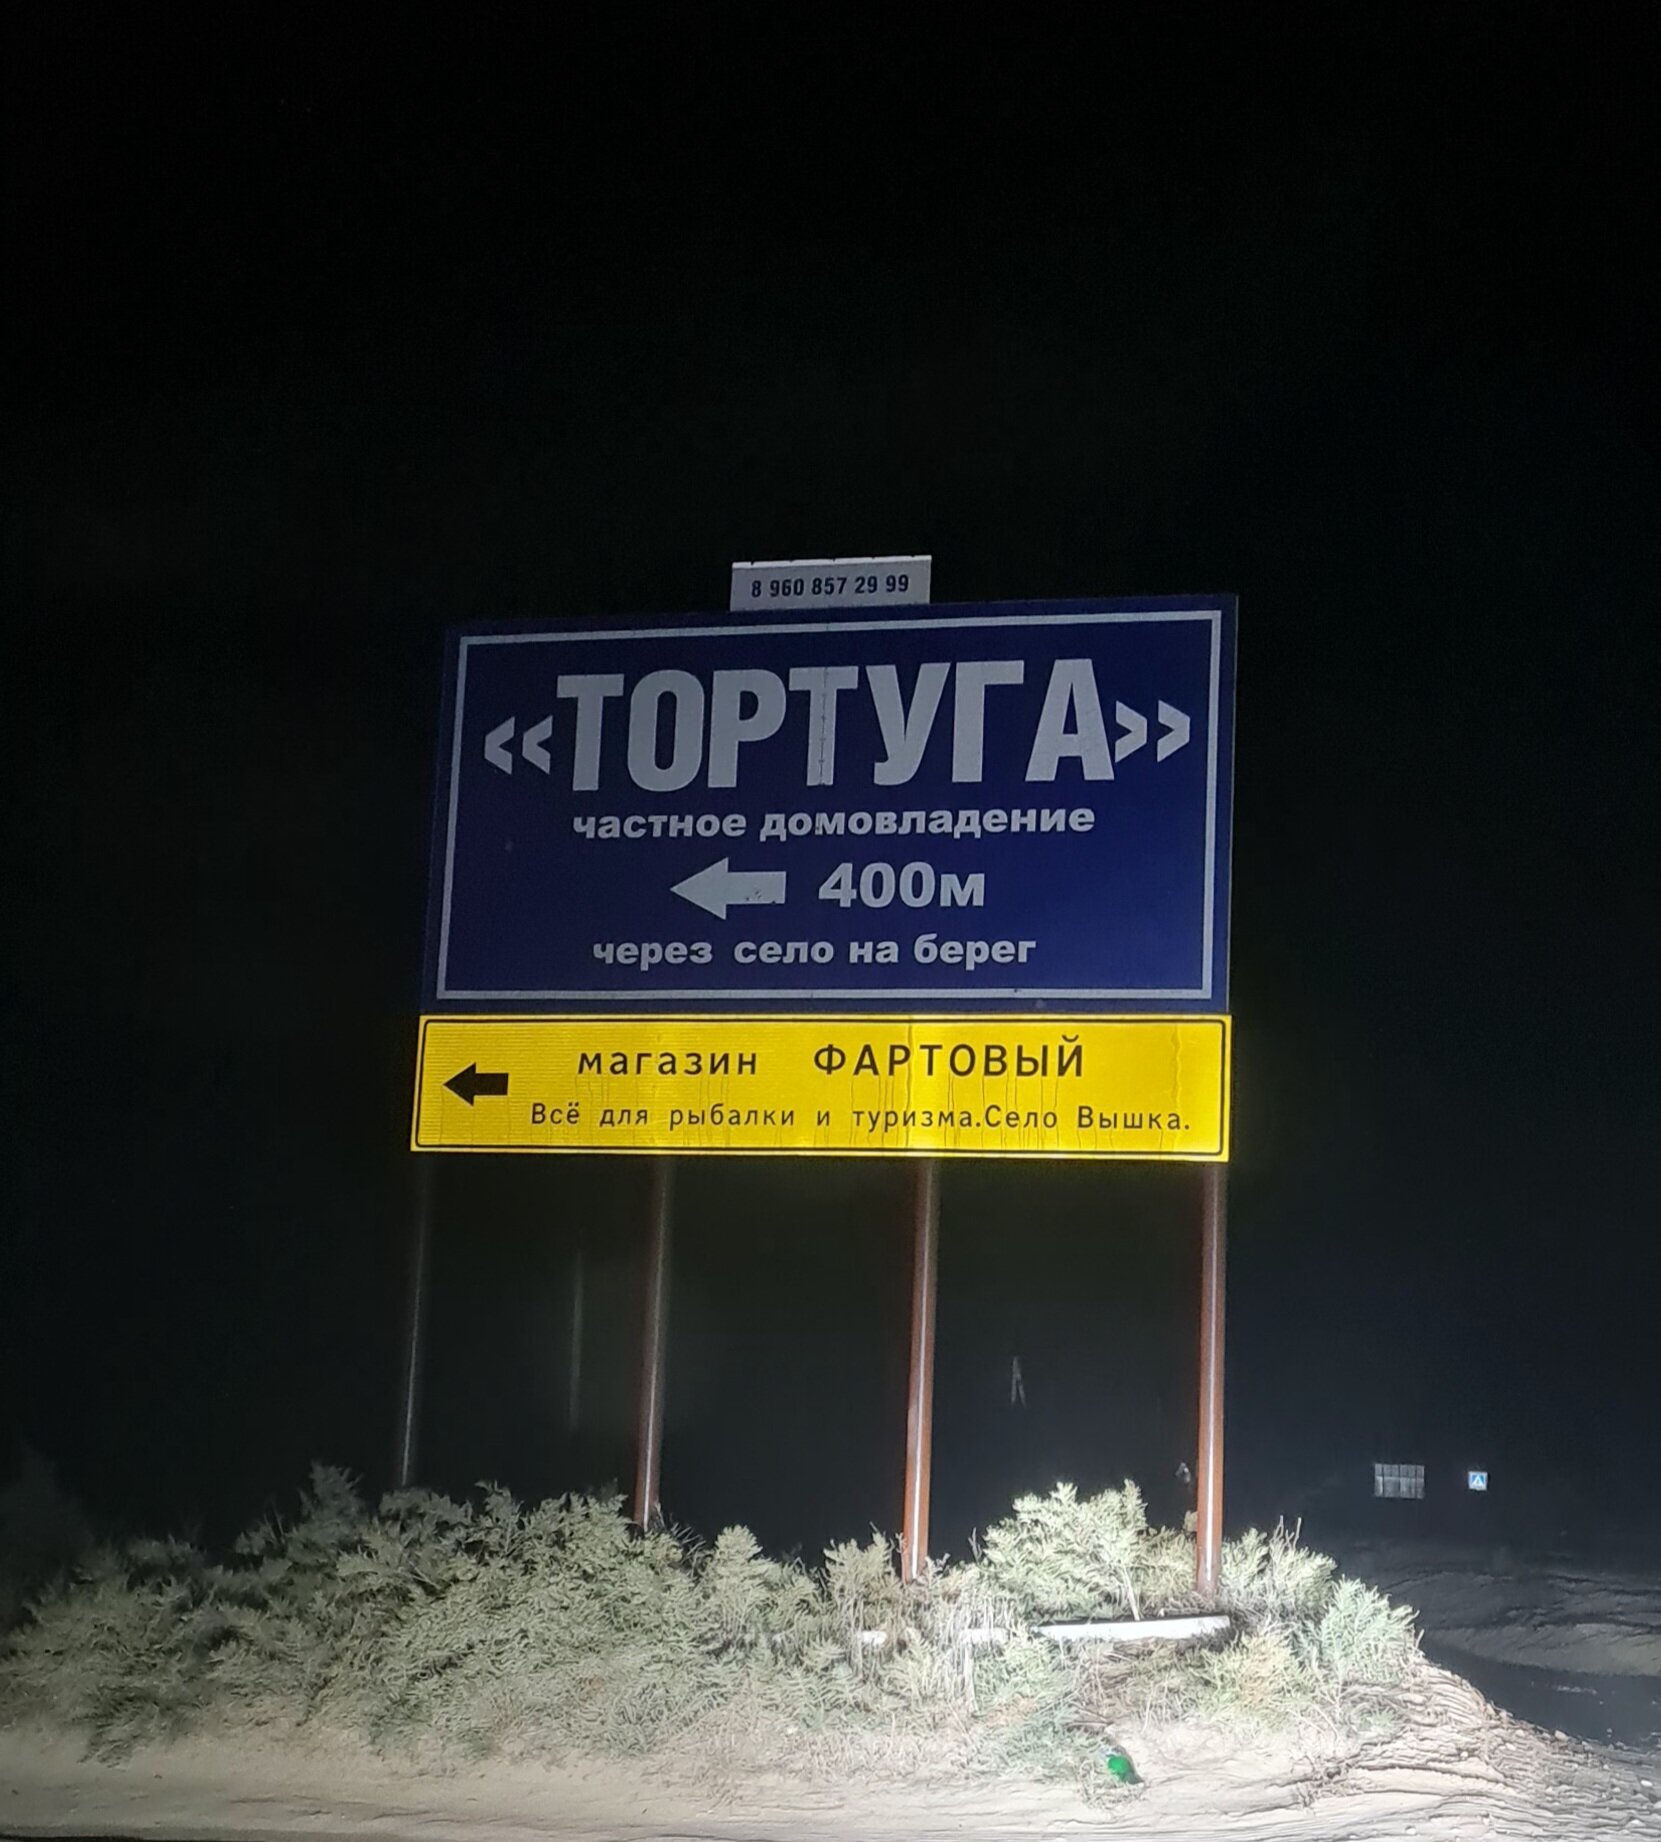 8 960 857 29 99
<<ТОРТУГА>>
частное домовладение
400м
через село на берег
магазин ФАРТОВЫЙ
Всё для рыбалки и туризма.Село Вышка.